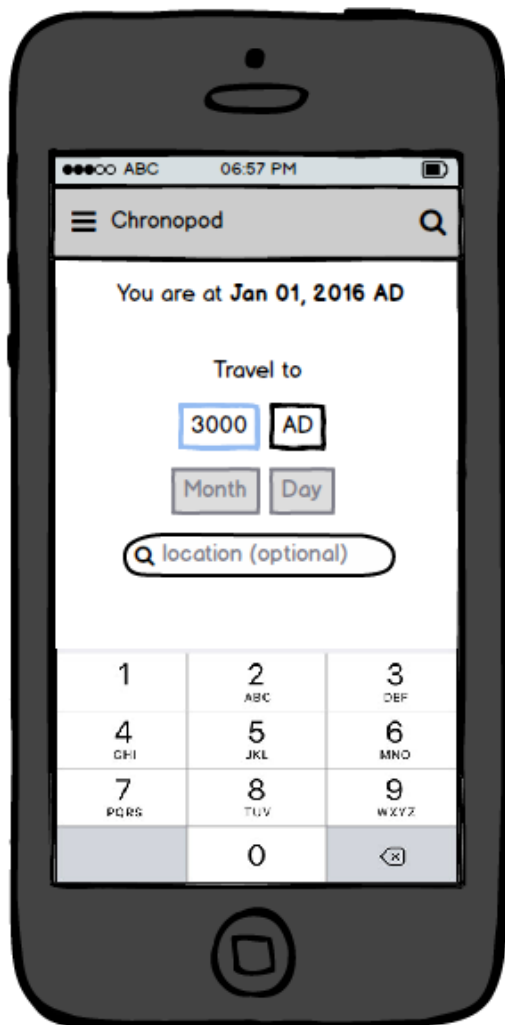 ABC 06:57 PM
Chronopod
You are at Jan 01, 2016 AD
Travel to
3000 AD
Month Day
location (optional)
1 2 3
ABC DEF
4 5 6
GHI JKL MNO
7 8 9
PQRS TUV WXYZ
0